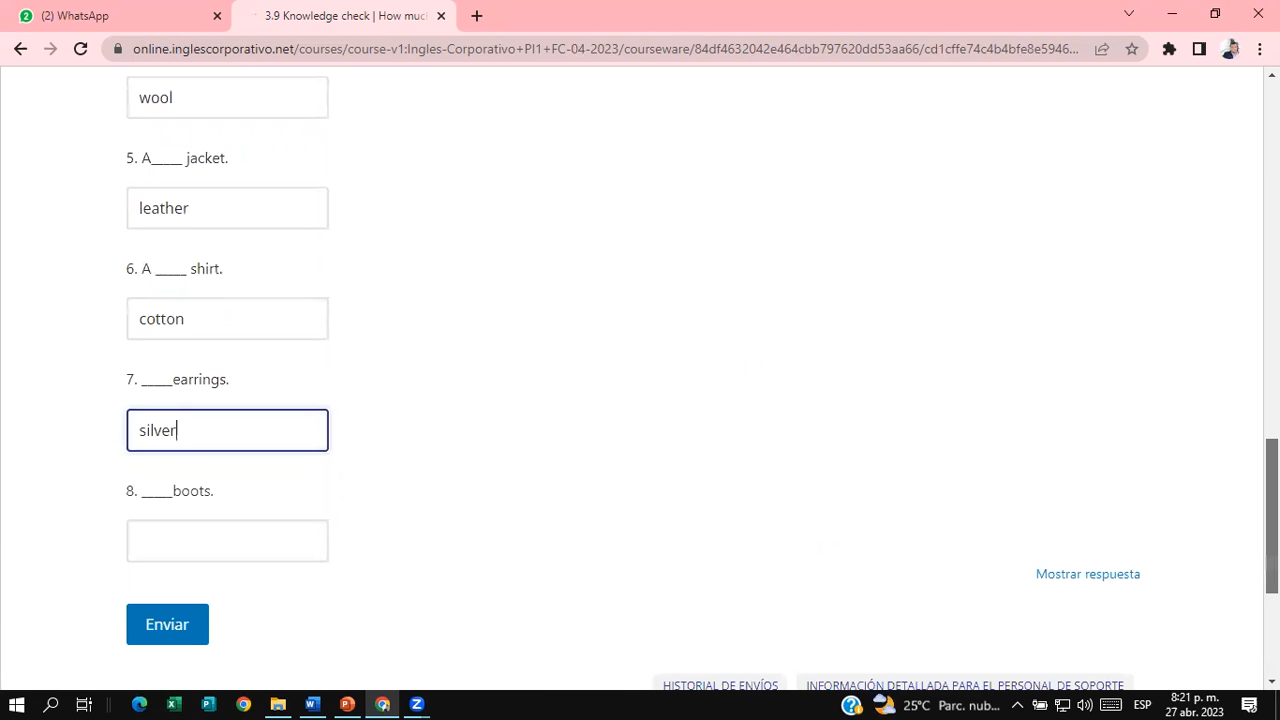 2 (2) WhatsApp
3.9 Knowledge check | How muc
online.inglescorporativo.net/courses/course-v1:Ingles-Corporativo+PI1+FC-04-2023/courseware/84df4632042e464cbb797620dd53aa66/cd1cffe74c4b4bfe8e5946...
wool
5. A_____ jacket.
leather
6. A _____ shirt.
cotton
7. _____earrings.
silver
8. _____boots.
Mostrar respuesta
Enviar
HISTORIAL DE ENVÍOS
INFORMACIÓN DETALLADA PARA EL PERSONAL DE SOPORTE
25°C Parc. nub...
ESP
8:21 p. m.
27 abr. 2023